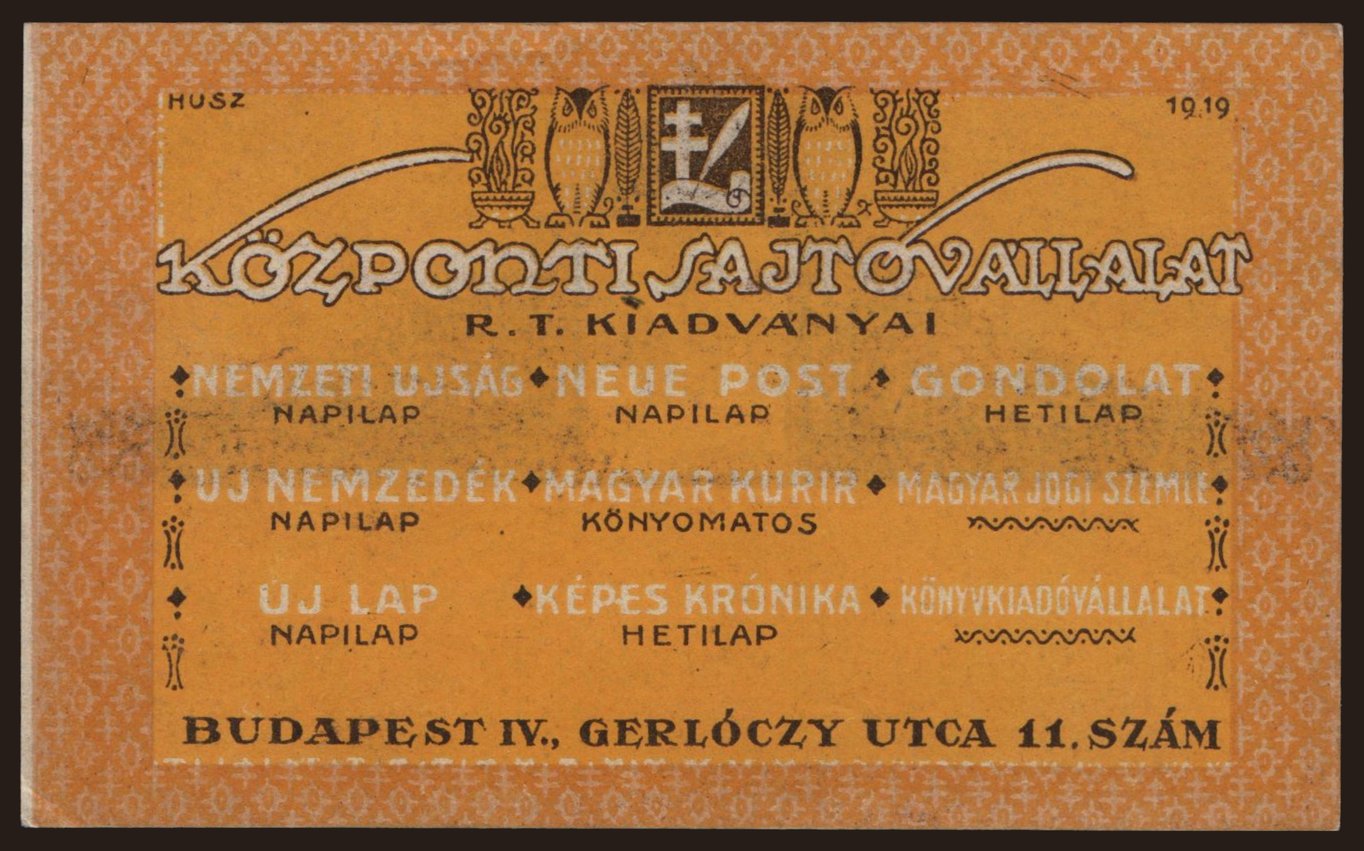 HUSZ
1919
KÖZPONTI SAJTÓVÁLLALAT
R. T. KIADVÁNYAI
NEMZETI UJSÁG NEUE POST GONDOLAT
NAPILAP NAPILAP HETILAP
UJ NEMZEDÉK MAGYAR KURIR MAGYAR JOGI SZEMLE
NAPILAP KÖNYOMATOS
ÚJ LAP KÉPES KRÓNIKA KÖNYVKIADÓVÁLLALAT
NAPILAP HETILAP
BUDAPEST IV., GERLÓCZY UTCA 11. SZÁM